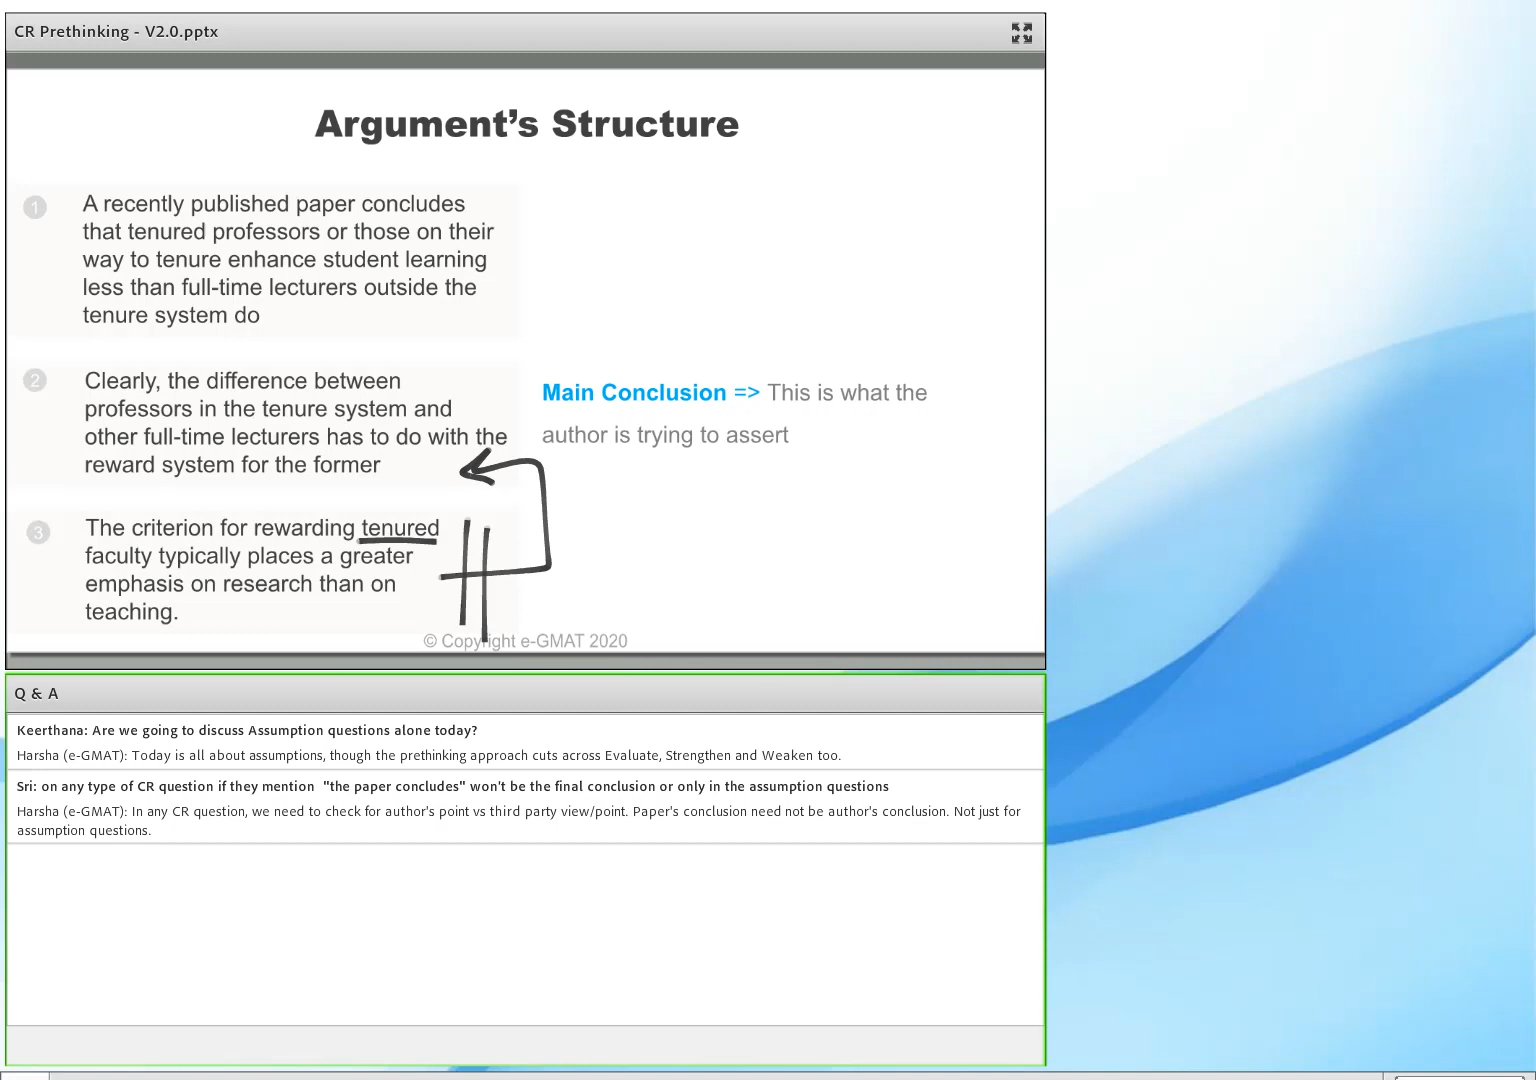 CR Prethinking - V2.0.pptx
Argument’s Structure
1
A recently published paper concludes
that tenured professors or those on their
way to tenure enhance student learning
less than full-time lecturers outside the
tenure system do
2
Clearly, the difference between
professors in the tenure system and
other full-time lecturers has to do with the
reward system for the former
Main Conclusion => This is what the
author is trying to assert
3
The criterion for rewarding tenured
faculty typically places a greater
emphasis on research than on
teaching.
© Copyright e-GMAT 2020
Q & A
Keerthana: Are we going to discuss Assumption questions alone today?
Harsha (e-GMAT): Today is all about assumptions, though the prethinking approach cuts across Evaluate, Strengthen and Weaken too.
Sri: on any type of CR question if they mention  "the paper concludes" won't be the final conclusion or only in the assumption questions
Harsha (e-GMAT): In any CR question, we need to check for author's point vs third party view/point. Paper's conclusion need not be author's conclusion. Not just for
assumption questions.